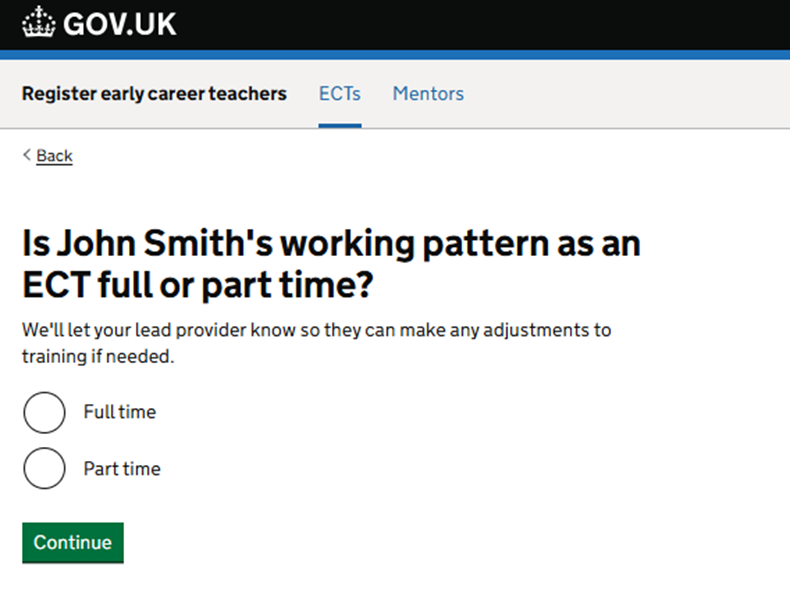 GOV.UK
Register early career teachers ECTs Mentors
Back
Is John Smith's working pattern as an
ECT full or part time?
We'll let your lead provider know so they can make any adjustments to
training if needed.
Full time
Part time
Continue